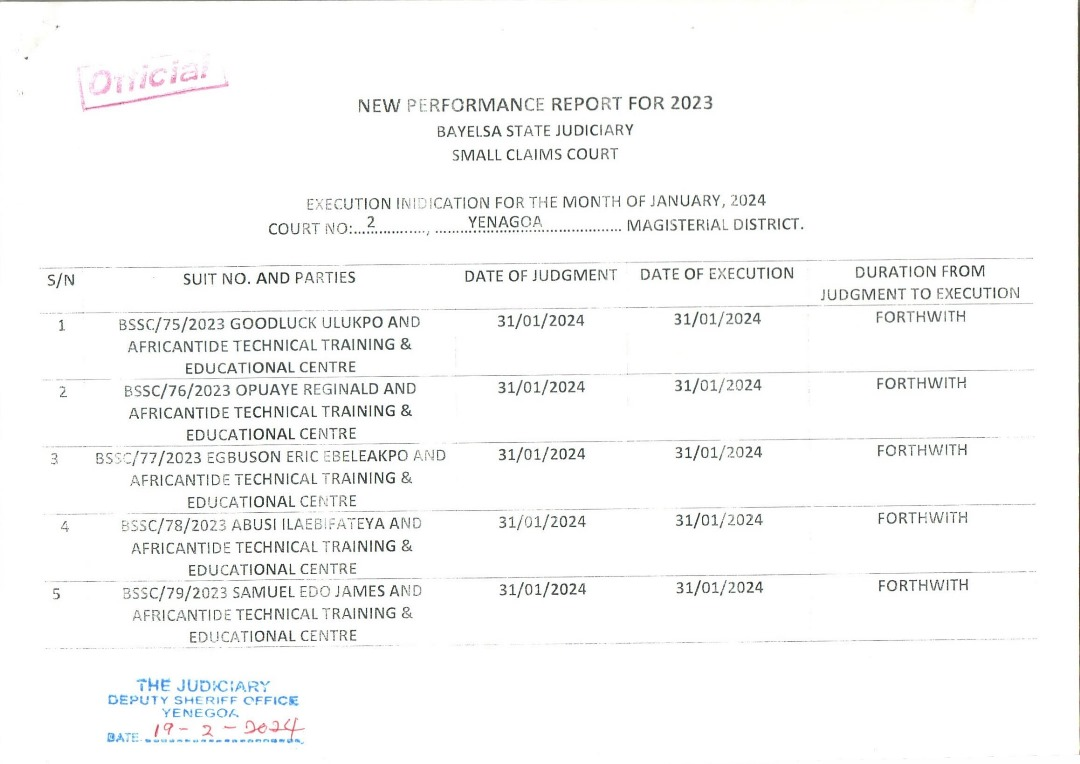 Official
NEW PERFORMANCE REPORT FOR 2023
BAYELSA STATE JUDICIARY
SMALL CLAIMS COURT
EXECUTION INIDICATION FOR THE MONTH OF JANUARY, 2024
COURT NO:...2............., .......YENAGOA................. MAGISTERIAL DISTRICT.
S/N SUIT NO. AND PARTIES DATE OF JUDGMENT DATE OF EXECUTION DURATION FROM
JUDGMENT TO EXECUTION
1 BSSC/75/2023 GOODLUCK ULUKPO AND 31/01/2024 31/01/2024 FORTHWITH
AFRICANTIDE TECHNICAL TRAINING &
EDUCATIONAL CENTRE
2 BSSC/76/2023 OPUAYE REGINALD AND 31/01/2024 31/01/2024 FORTHWITH
AFRICANTIDE TECHNICAL TRAINING &
EDUCATIONAL CENTRE
3 BSSC/77/2023 EGBUSON ERIC EBELEAKPO AND 31/01/2024 31/01/2024 FORTHWITH
AFRICANTIDE TECHNICAL TRAINING &
EDUCATIONAL CENTRE
4 BSSC/78/2023 ABUSI ILAEBIFATEYA AND 31/01/2024 31/01/2024 FORTHWITH
AFRICANTIDE TECHNICAL TRAINING &
EDUCATIONAL CENTRE
5 BSSC/79/2023 SAMUEL EDO JAMES AND 31/01/2024 31/01/2024 FORTHWITH
AFRICANTIDE TECHNICAL TRAINING &
EDUCATIONAL CENTRE
THE JUDICIARY
DEPUTY SHERIFF OFFICE
YENEGOA
DATE 19-2-2024